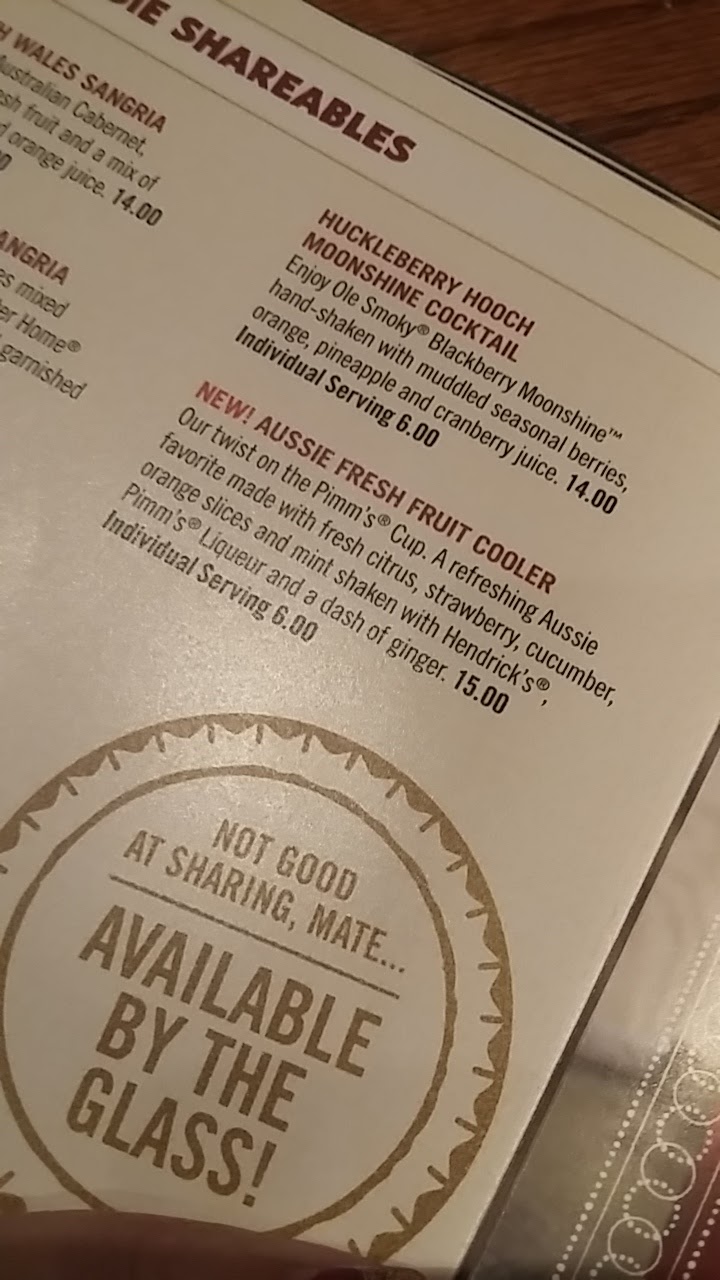 IE SHAREABLES
H WALES SANGRIA
Australian Cabernet,
sh fruit and a mix of
d orange juice. 14.00
ANGRIA
es mixed
er Home®
garnished
HUCKLEBERRY HOOCH
MOONSHINE COCKTAIL
Enjoy Ole Smoky® Blackberry Moonshine™
hand-shaken with muddled seasonal berries,
orange, pineapple and cranberry juice. 14.00
Individual Serving 6.00
NEW! AUSSIE FRESH FRUIT COOLER
Our twist on the Pimm's® Cup. A refreshing Aussie
favorite made with fresh citrus, strawberry, cucumber,
orange slices and mint shaken with Hendrick's®,
Pimm's® Liqueur and a dash of ginger. 15.00
Individual Serving 6.00
NOT GOOD
AT SHARING, MATE...
AVAILABLE
BY THE
GLASS!